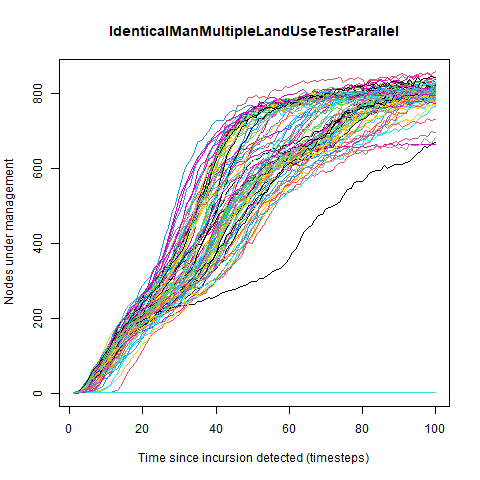 IdenticalManMultipleLandUseTestParallel
Nodes under management
800
600
400
200
0
0 20 40 60 80 100
Time since incursion detected (timesteps)